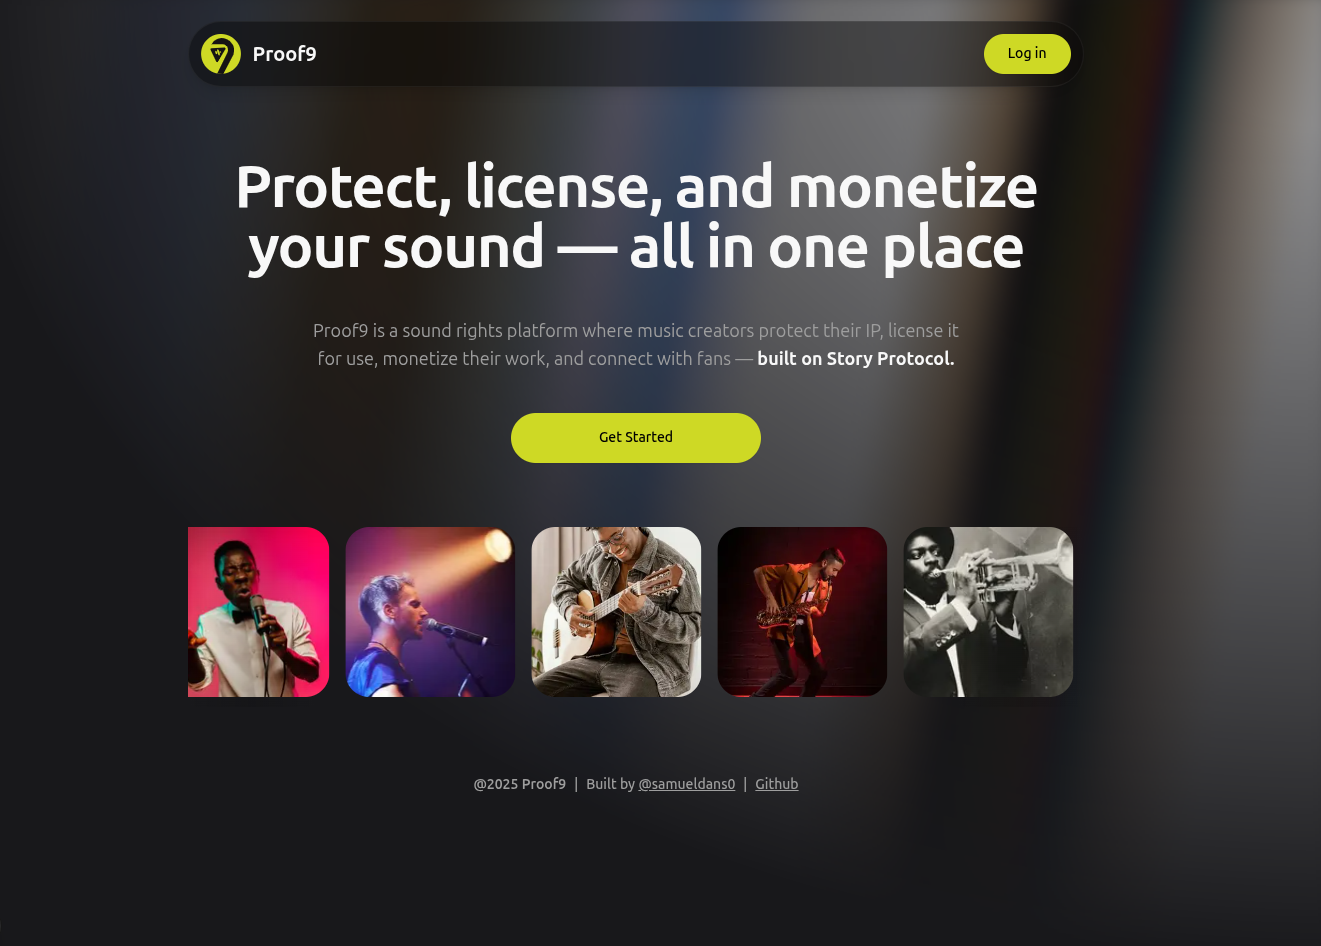 Proof9
Log in
Protect, license, and monetize
your sound — all in one place
Proof9 is a sound rights platform where music creators protect their IP, license it
for use, monetize their work, and connect with fans — built on Story Protocol.
Get Started
@2025 Proof9 | Built by @samueldans0 | Github